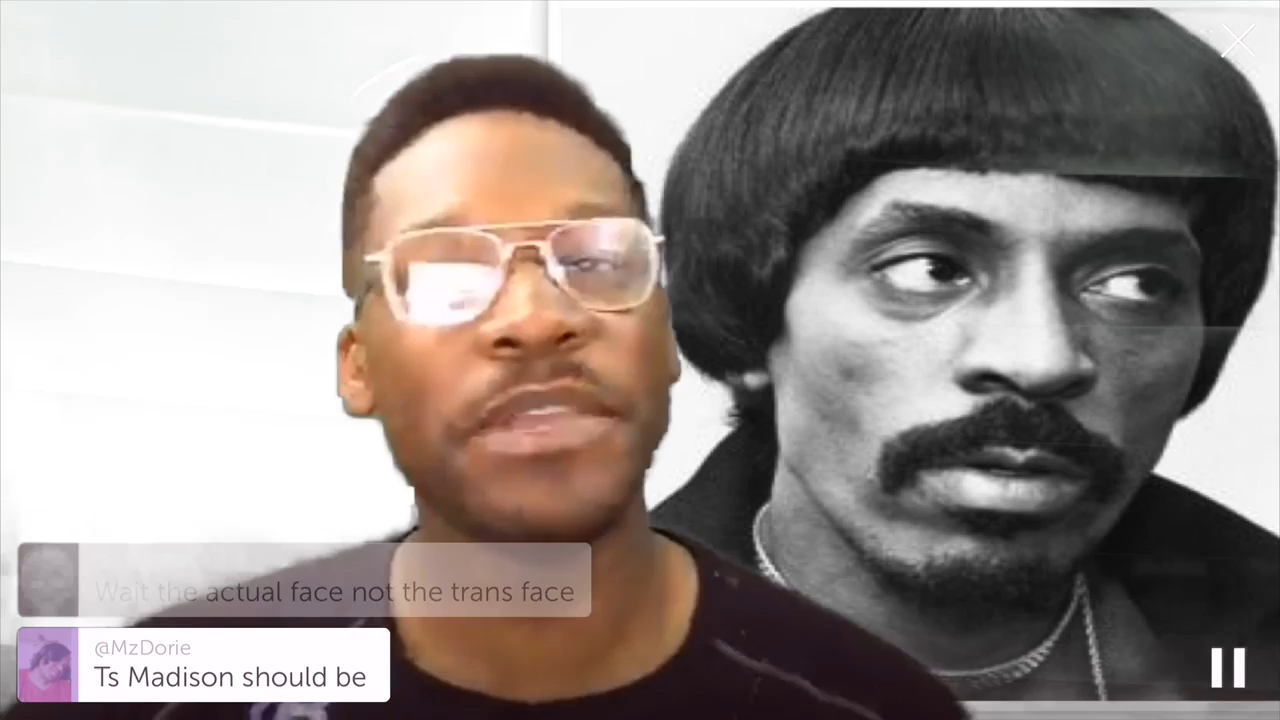 Wait the actual face not the trans face
@MzDorie
Ts Madison should be